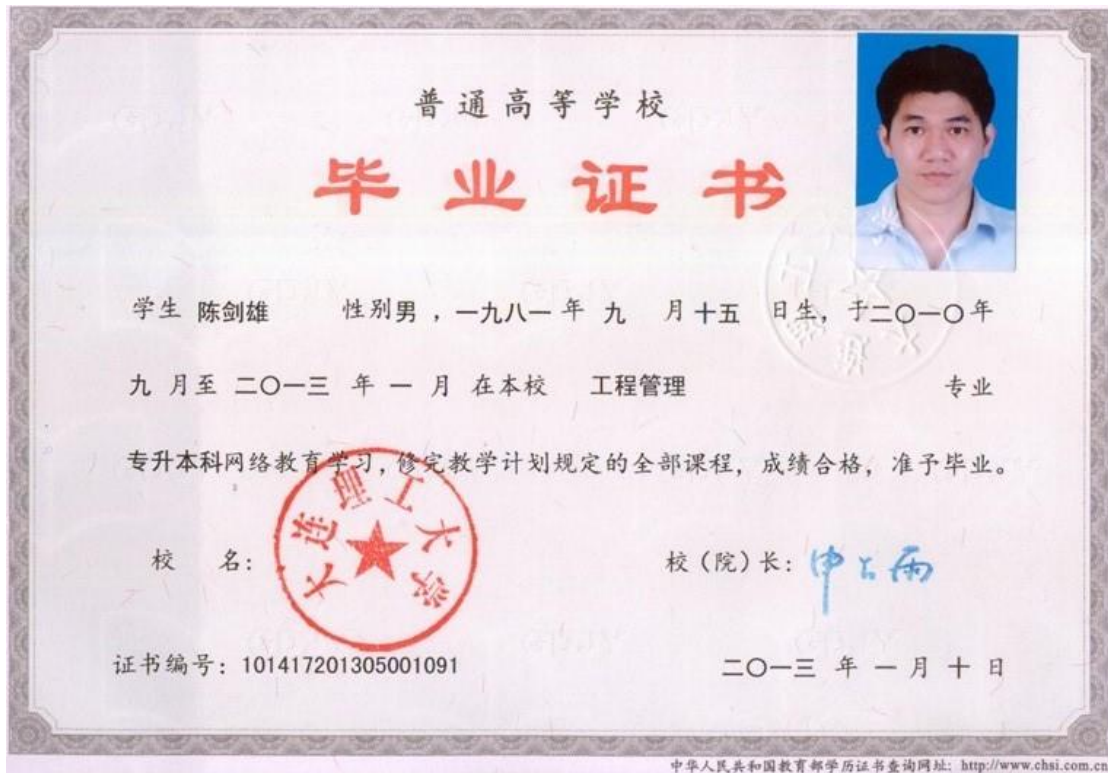 普通高等学校
毕业证书
学生 陈剑雄 性别男，一九八一年 九 月十五 日生，于二〇一〇年
九 月至 二〇一三 年 一 月 在本校 工程管理 专业
专升本科网络教育学习，修完教学计划规定的全部课程，成绩合格，准予毕业。
校 名：
大连理工大学
校（院）长：申长雨
证书编号：101417201305001091
二〇一三 年 一 月 十 日
中华人民共和国教育部学历证书查询网址：http://www.chsi.com.cn